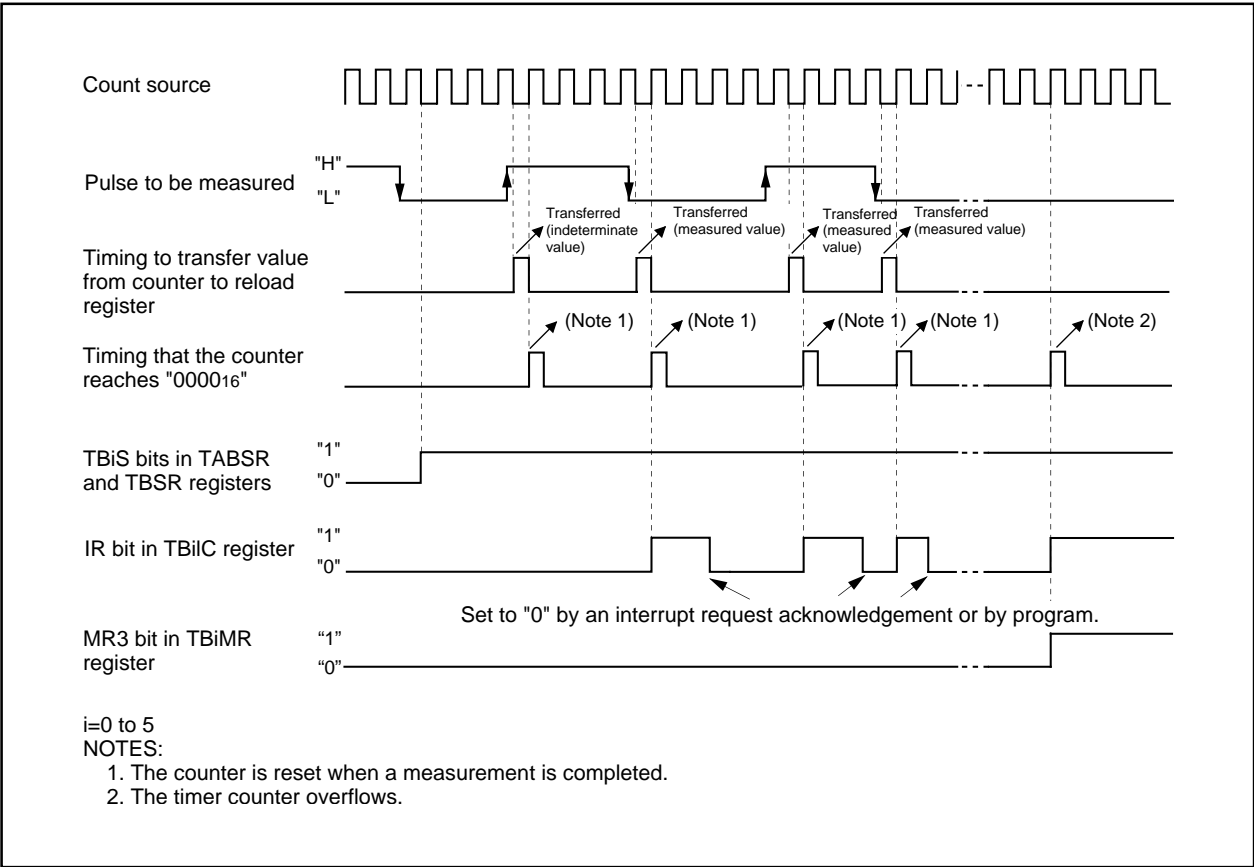 Count source
Pulse to be measured
"H"
"L"
Transferred
(indeterminate
value)
Transferred
(measured value)
Transferred
(measured
value)
Transferred
(measured value)
Timing to transfer value
from counter to reload
register
(Note 1)
(Note 1)
(Note 1)
(Note 1)
(Note 2)
Timing that the counter
reaches "000016"
TBiS bits in TABSR
and TBSR registers
"1"
"0"
IR bit in TBiIC register
"1"
"0"
Set to "0" by an interrupt request acknowledgement or by program.
MR3 bit in TBiMR
register
“1”
“0”
i=0 to 5
NOTES:
1. The counter is reset when a measurement is completed.
2. The timer counter overflows.